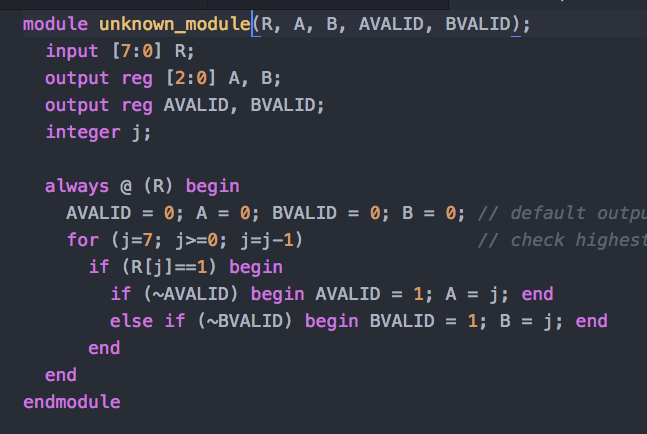 module unknown_module(R, A, B, AVALID, BVALID);
input [7:0] R;
output reg [2:0] A, B;
output reg AVALID, BVALID;
integer j;
always @ (R) begin
AVALID = 0; A = 0; BVALID = 0; B = 0; // default outpu
for (j=7; j>=0; j=j-1) // check highest
if (R[j]==1) begin
if (~AVALID) begin AVALID = 1; A = j; end
else if (~BVALID) begin BVALID = 1; B = j; end
end
end
endmodule